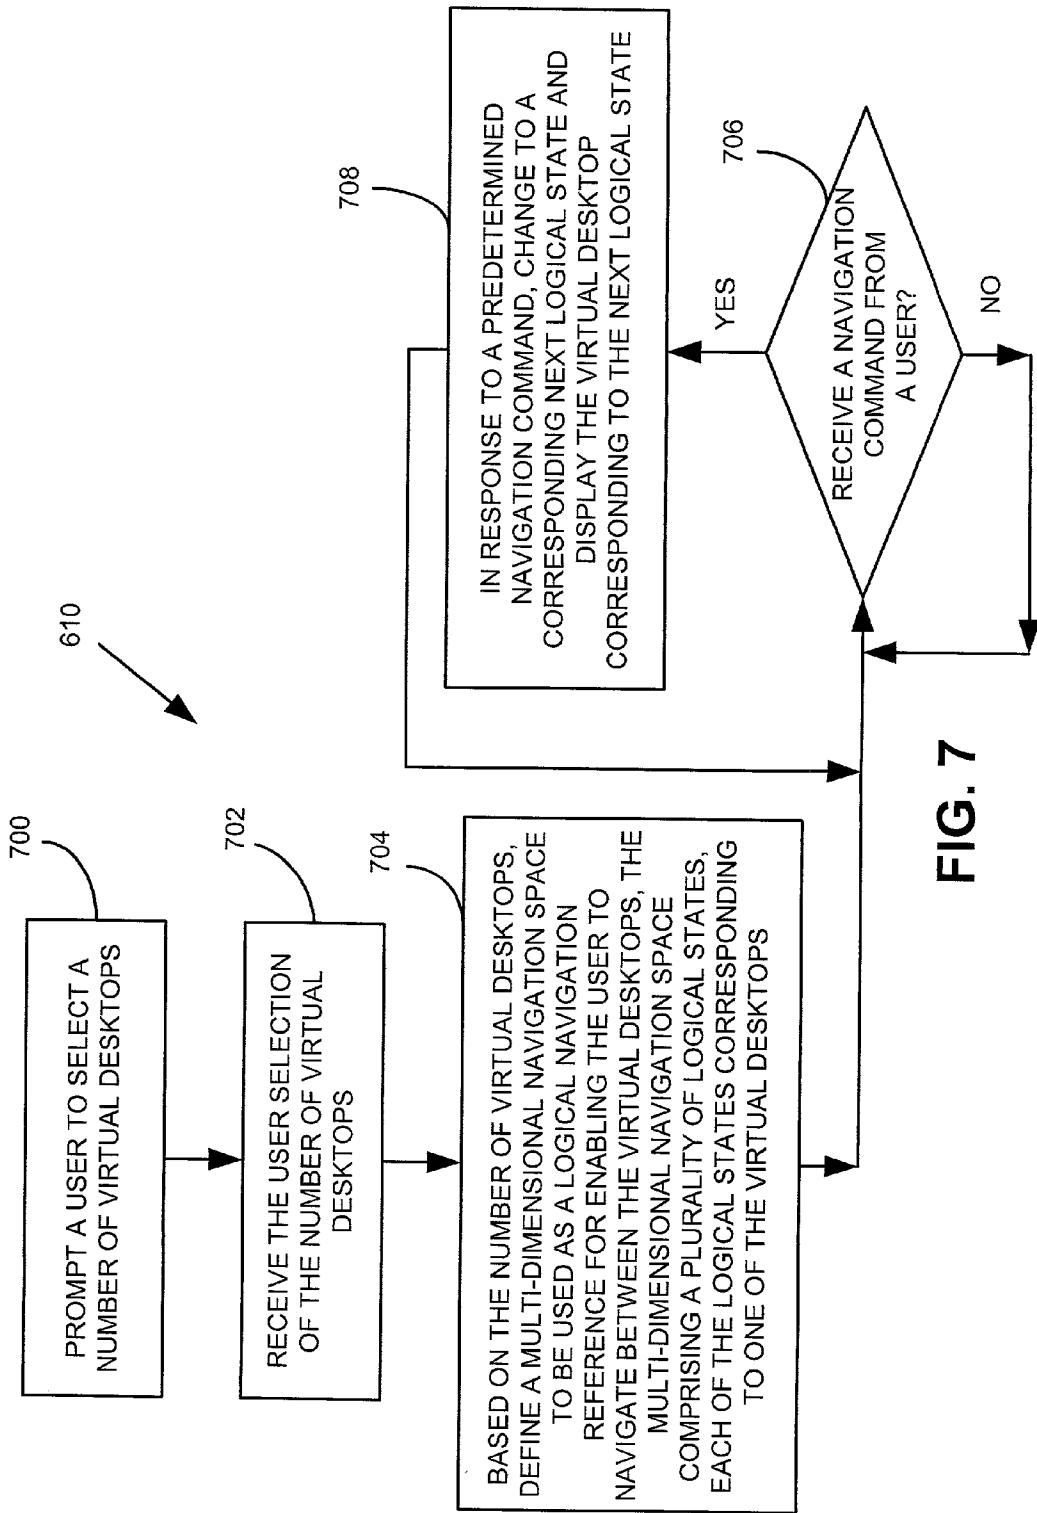 610
700
PROMPT A USER TO SELECT A
NUMBER OF VIRTUAL DESKTOPS
702
RECEIVE THE USER SELECTION
OF THE NUMBER OF VIRTUAL
DESKTOPS
704
BASED ON THE NUMBER OF VIRTUAL DESKTOPS,
DEFINE A MULTI-DIMENSIONAL NAVIGATION SPACE
TO BE USED AS A LOGICAL NAVIGATION
REFERENCE FOR ENABLING THE USER TO
NAVIGATE BETWEEN THE VIRTUAL DESKTOPS, THE
MULTI-DIMENSIONAL NAVIGATION SPACE
COMPRISING A PLURALITY OF LOGICAL STATES,
EACH OF THE LOGICAL STATES CORRESPONDING
TO ONE OF THE VIRTUAL DESKTOPS
708
IN RESPONSE TO A PREDETERMINED
NAVIGATION COMMAND, CHANGE TO A
CORRESPONDING NEXT LOGICAL STATE AND
DISPLAY THE VIRTUAL DESKTOP
CORRESPONDING TO THE NEXT LOGICAL STATE
YES
706
RECEIVE A NAVIGATION
COMMAND FROM
A USER?
NO
FIG. 7